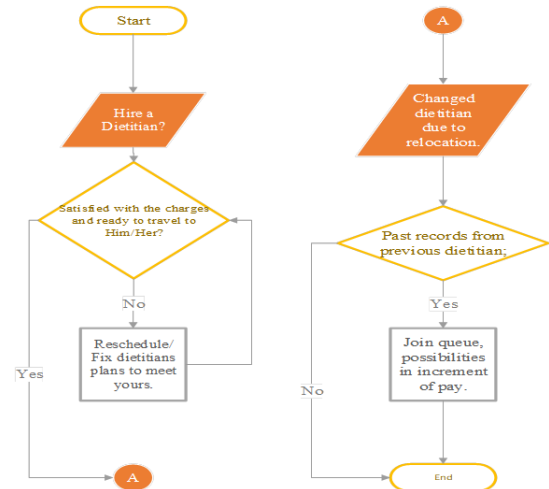 Start
Hire a
Dietitian?
Satisfied with the charges
and ready to travel to
Him/Her?
No
Reschedule/
Fix dietitians
plans to meet
yours.
Yes
A
A
Changed
dietitian
due to
relocation.
Past records from
previous dietitian;
Yes
Join queue,
possibilities
in increment
of pay.
No
End